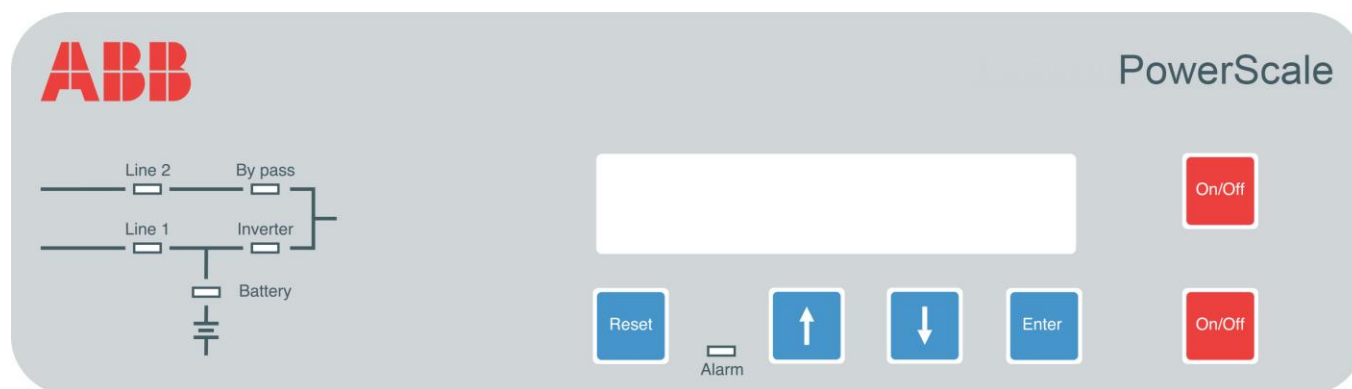 ABB
PowerScale
Line 2
By pass
Line 1
Inverter
Battery
On/Off
Reset
Alarm
Enter
On/Off